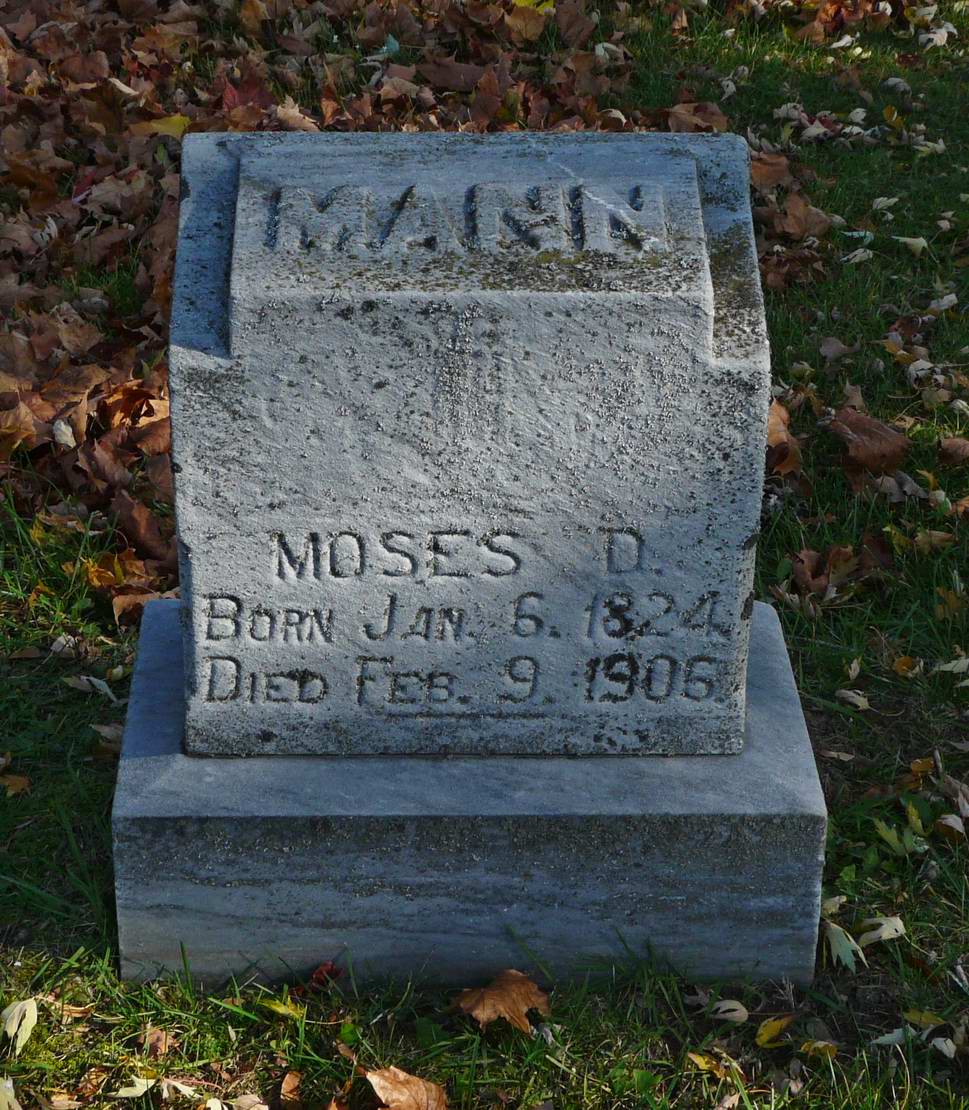 MANN
MOSES D.
BORN JAN. 6. 1824.
DIED FEB. 9. 1906.